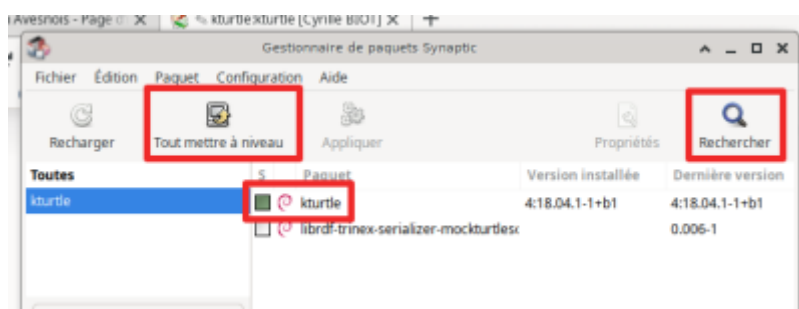 Avesnois - Page d X kturtle:kturtle [Cyrille BIOT] X +
Gestionnaire de paquets Synaptic
Fichier Édition Paquet Configuration Aide
Recharger Tout mettre à niveau Appliquer Propriétés Rechercher
Toutes S Paquet Version installée Dernière version
kturtle kturtle 4:18.04.1-1+b1 4:18.04.1-1+b1
librdf-trinex-serializer-mockturtleso 0.006-1